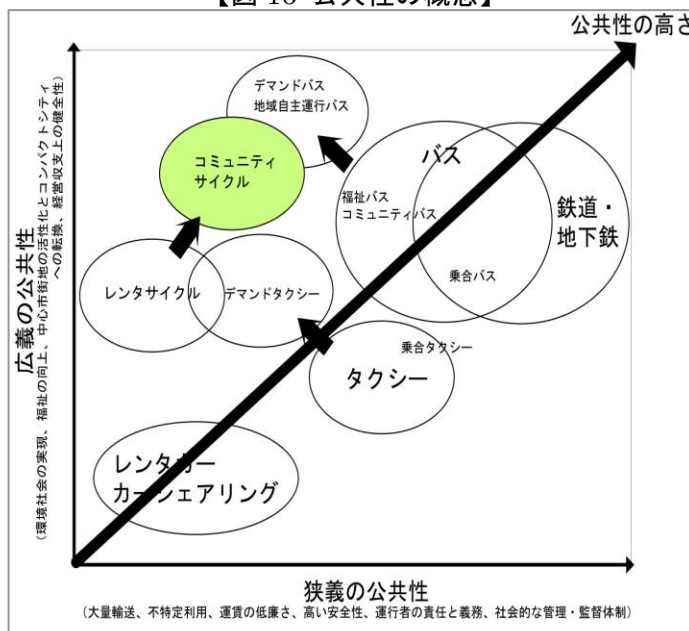 【図 18 公共性の概念】
公共性の高さ
デマンドバス
地域自主運行バス
コミュニティ
サイクル
バス
福祉バス
コミュニティバス
鉄道・
地下鉄
乗合バス
レンタサイクル
デマンドタクシー
乗合タクシー
タクシー
レンタカー
カーシェアリング
広義の公共性
(環境社会の実現、福祉の向上、中心市街地の活性化とコンパクトシティ
への転換、経営収支上の健全性)
狭義の公共性
(大量輸送、不特定利用、運賃の低廉さ、高い安全性、運行者の責任と義務、社会的な管理・監督体制)